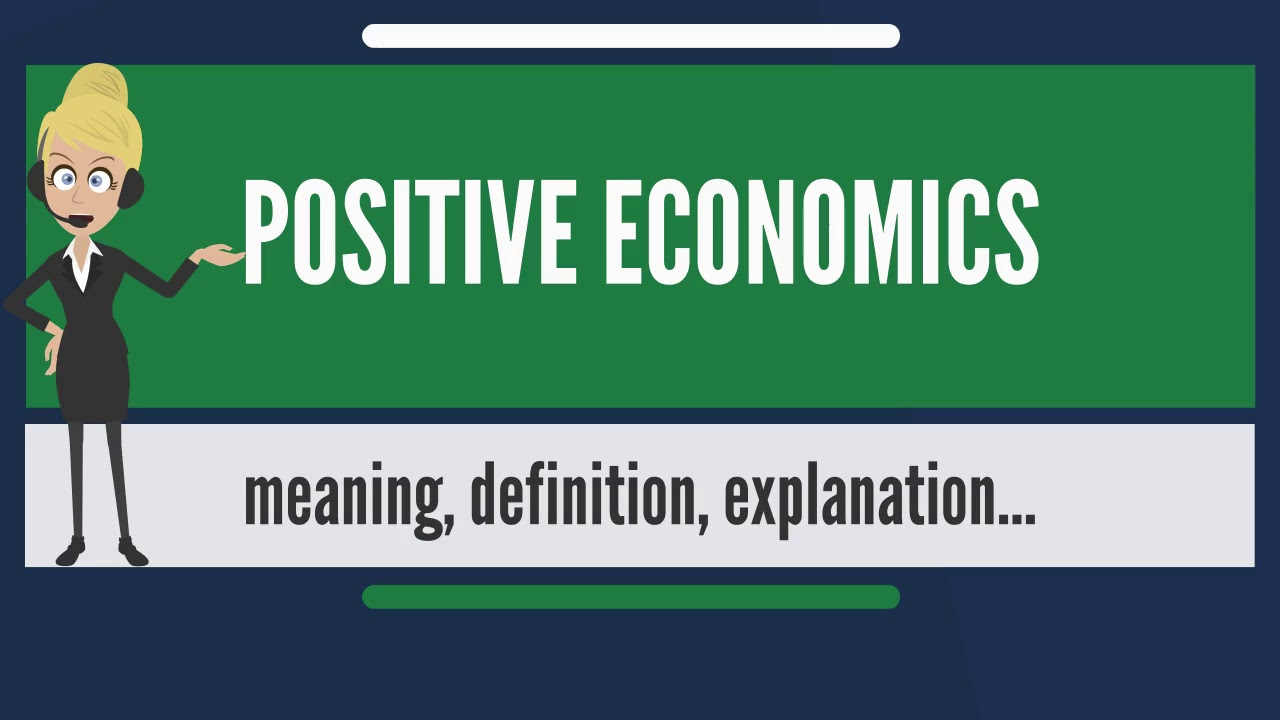 POSITIVE ECONOMICS
meaning, definition, explanation...